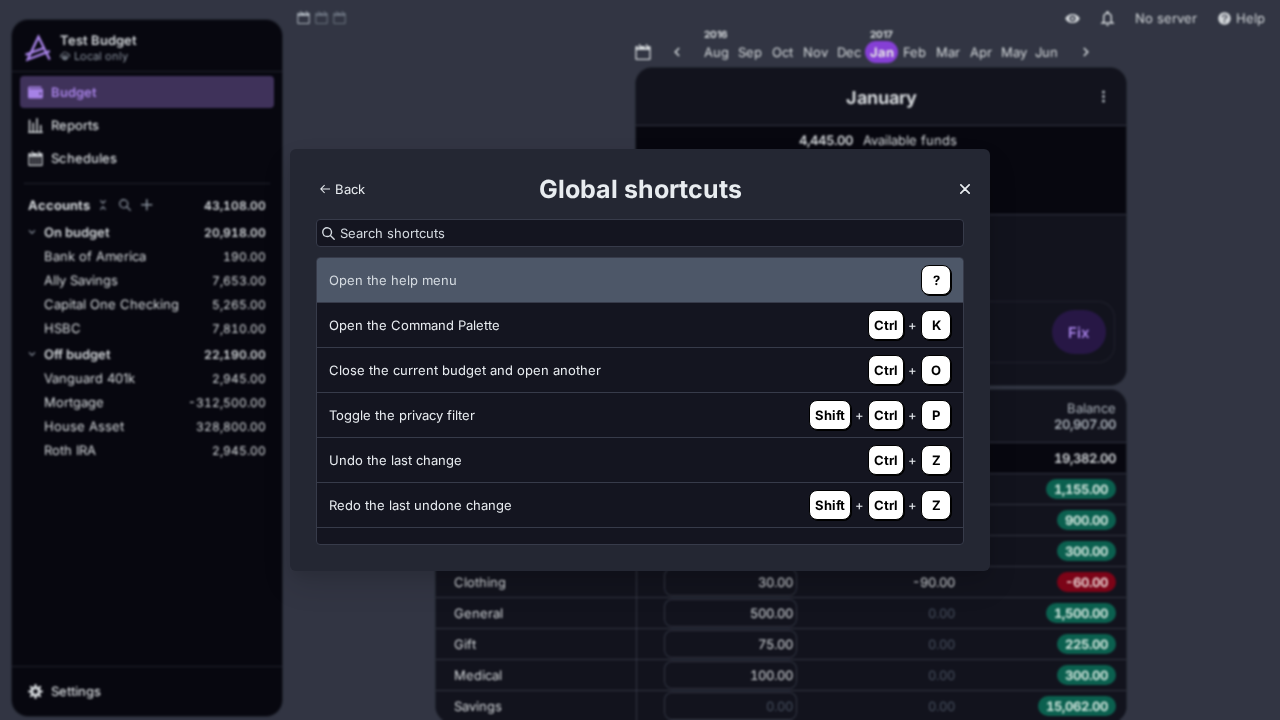 Test Budget
Local only
Budget
Reports
Schedules
Accounts 43,108.00
On budget 20,918.00
Bank of America 190.00
Ally Savings 7,653.00
Capital One Checking 5,265.00
HSBC 7,810.00
Off budget 22,190.00
Vanguard 401k 2,945.00
Mortgage -312,500.00
House Asset 328,800.00
Roth IRA 2,945.00
Settings
No server
Help
2016 2017
Aug Sep Oct Nov Dec Jan Feb Mar Apr May Jun
January
4,445.00 Available funds
Back
Global shortcuts
Search shortcuts
Open the help menu ?
Open the Command Palette Ctrl + K
Close the current budget and open another Ctrl + O
Toggle the privacy filter Shift + Ctrl + P
Undo the last change Ctrl + Z
Redo the last undone change Shift + Ctrl + Z
Fix
Balance
20,907.00
19,382.00
1,155.00
900.00
300.00
Clothing 30.00 -90.00 -60.00
General 500.00 0.00 1,500.00
Gift 75.00 0.00 225.00
Medical 100.00 0.00 300.00
Savings 0.00 0.00 15,062.00